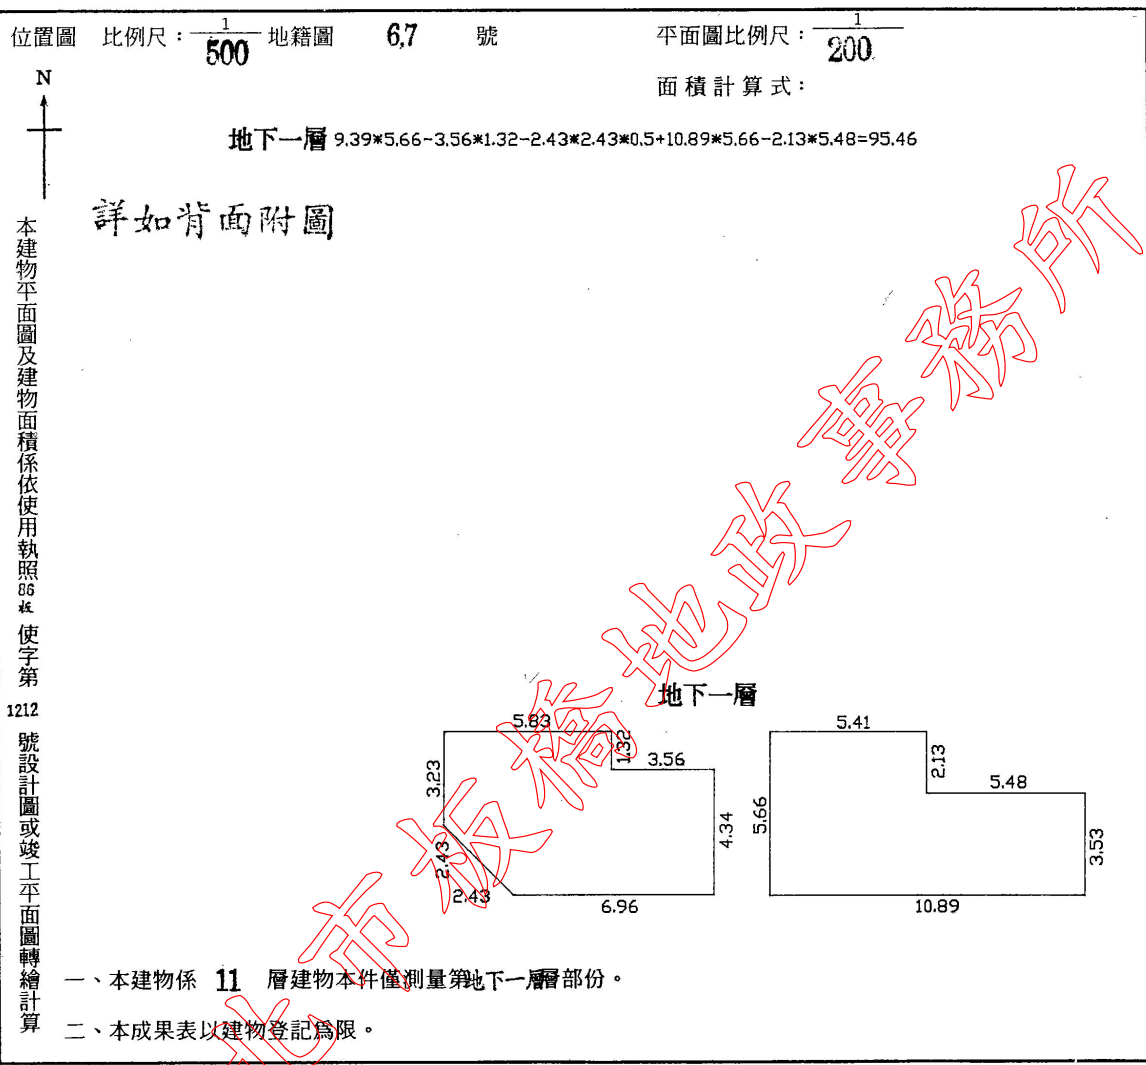 位置圖 比例尺：1/500 地籍圖 6,7 號 平面圖比例尺：1/200
面積計算式：
N
地下一層 9.39*5.66-3.56*1.32-2.43*2.43*0.5+10.89*5.66-2.13*5.48=95.46
詳如背面附圖
本建物平面圖及建物面積係依使用執照86板使字第1212號設計圖或竣工平面圖轉繪計算
地下一層
5.83
1.32
3.56
3.23
4.34
2.43
2.43
6.96
5.41
2.13
5.48
5.66
3.53
10.89
一、本建物係 11 層建物本件僅測量第地下一層層部份。
二、本成果表以建物登記為限。
北市板橋地政事務所